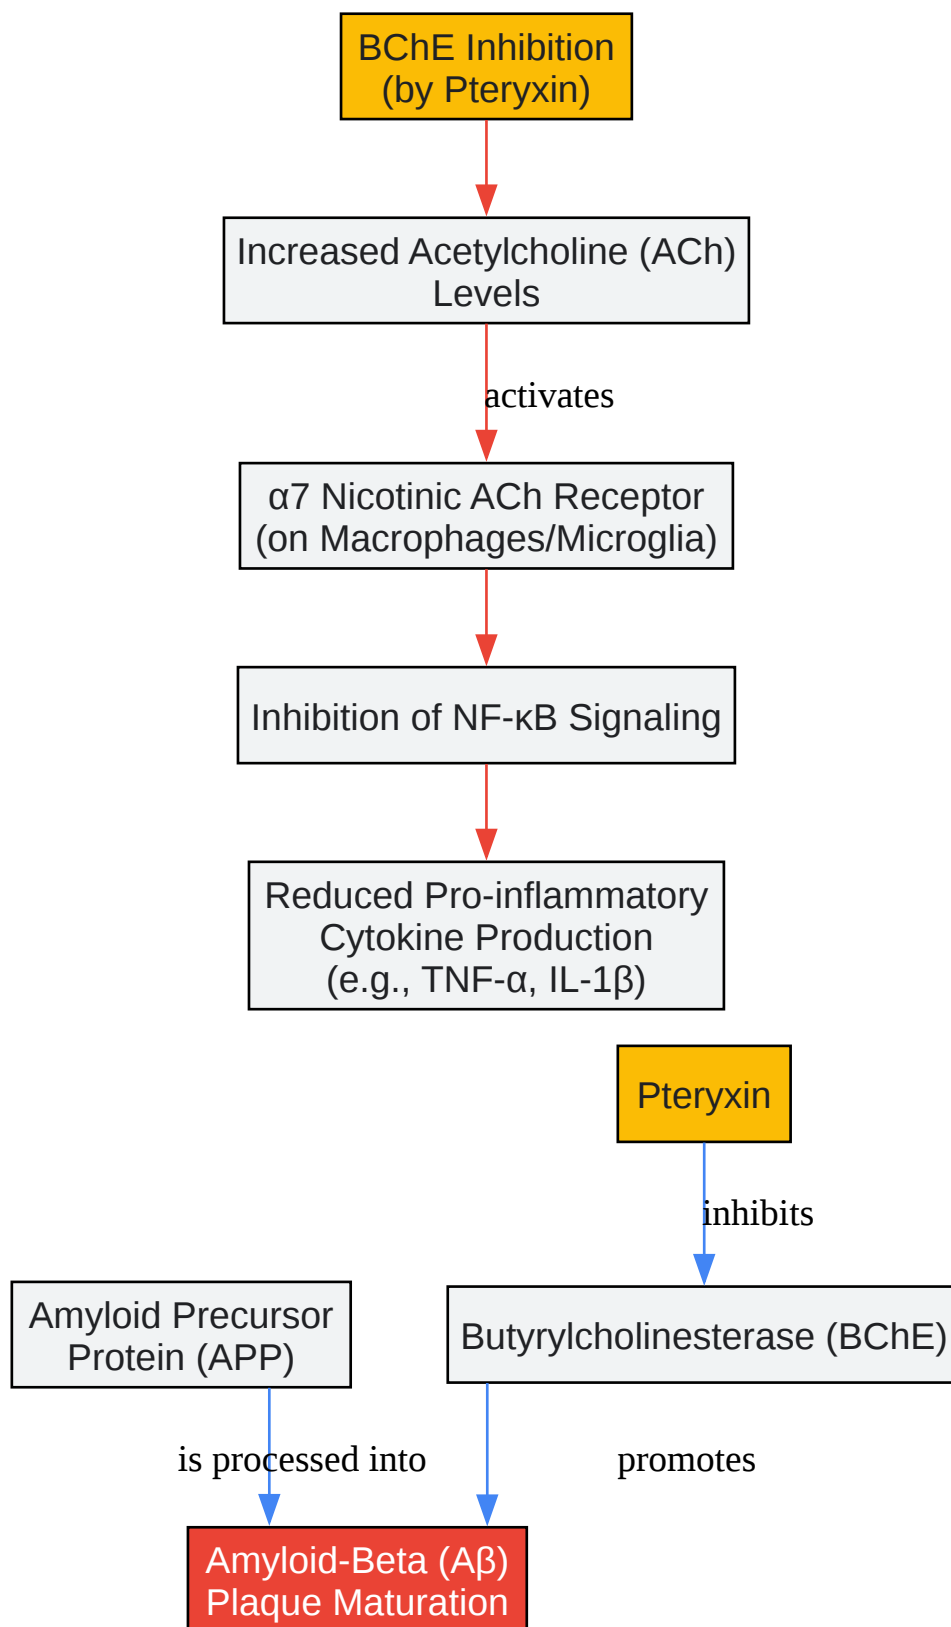 BChE Inhibition
(by Pteryxin)
Increased Acetylcholine (ACh)
Levels
activates
α7 Nicotinic ACh Receptor
(on Macrophages/Microglia)
Inhibition of NF-κB Signaling
Reduced Pro-inflammatory
Cytokine Production
(e.g., TNF-α, IL-1β)
Pteryxin
inhibits
Amyloid Precursor
Protein (APP)
Butyrylcholinesterase (BChE)
is processed into
promotes
Amyloid-Beta (Aβ)
Plaque Maturation